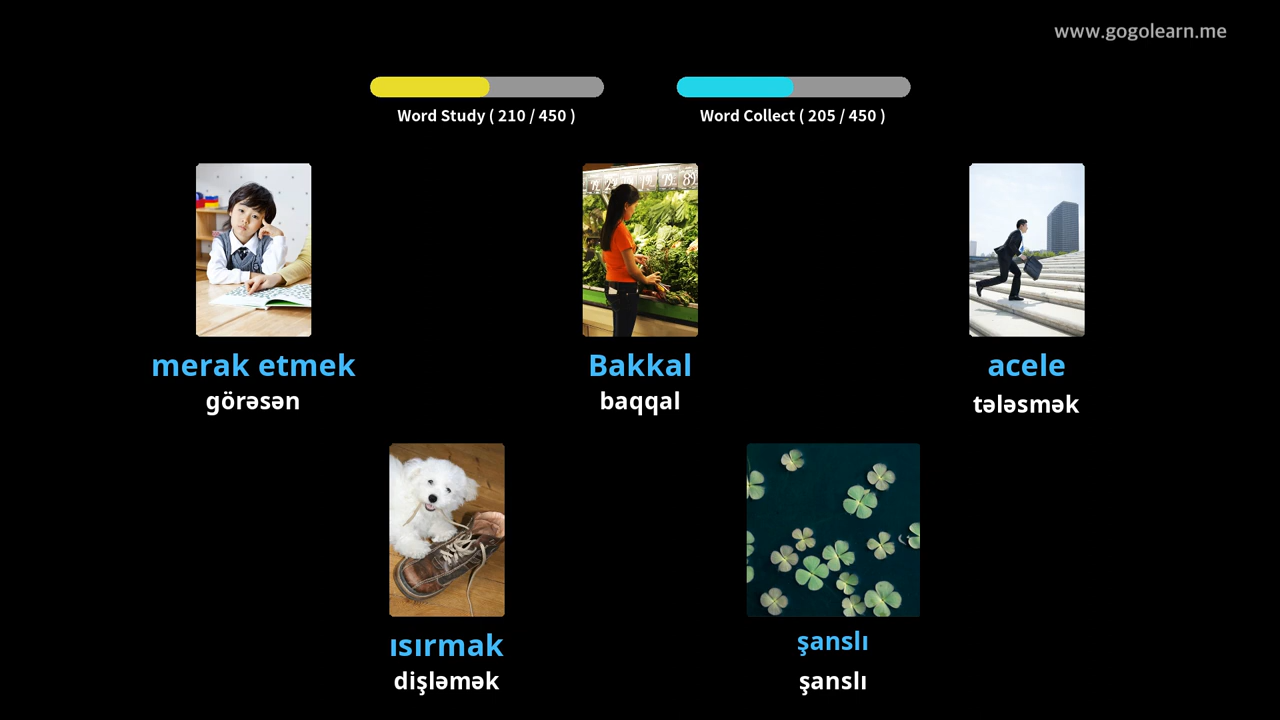 www.gogolearn.me
Word Study ( 210 / 450 )
Word Collect ( 205 / 450 )
merak etmek
görəsən
Bakkal
baqqal
acele
tələsmək
ısırmak
dişləmək
şanslı
şanslı